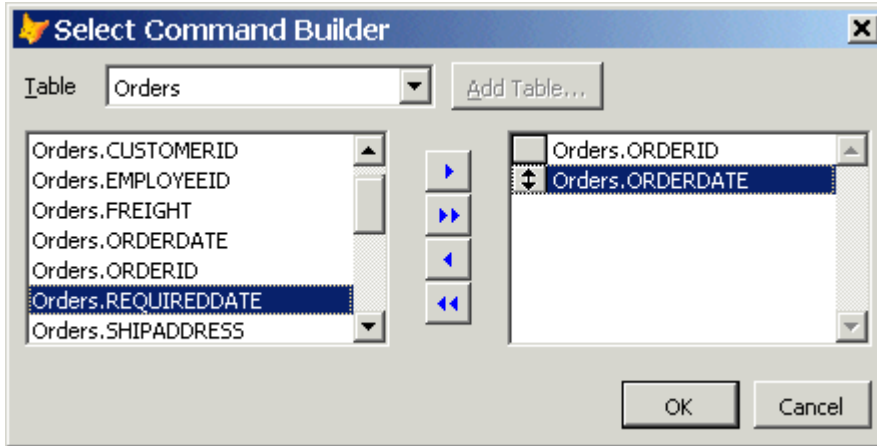 Select Command Builder
Table
Orders
Add Table...
Orders.CUSTOMERID
Orders.EMPLOYEEID
Orders.FREIGHT
Orders.ORDERDATE
Orders.ORDERID
Orders.REQUIREDDATE
Orders.SHIPADDRESS
Orders.ORDERID
Orders.ORDERDATE
OK
Cancel